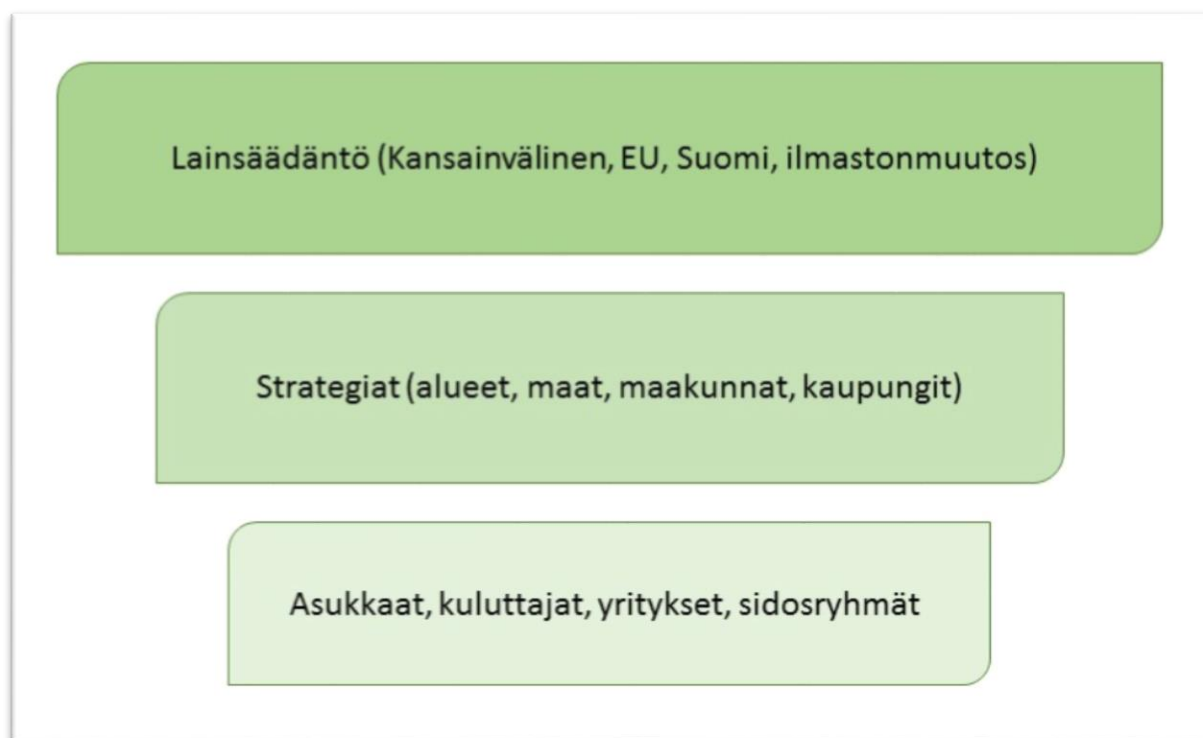 Lainsäädäntö (Kansainvälinen, EU, Suomi, ilmastonmuutos)
Strategiat (alueet, maat, maakunnat, kaupungit)
Asukkaat, kuluttajat, yritykset, sidosryhmät